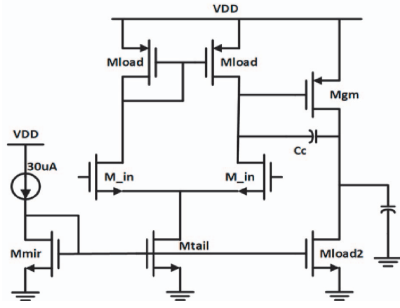 VDD
Mload
Mload
Mgm
VDD
Cc
30uA
M_in
M_in
Mmir
Mtail
Mload2